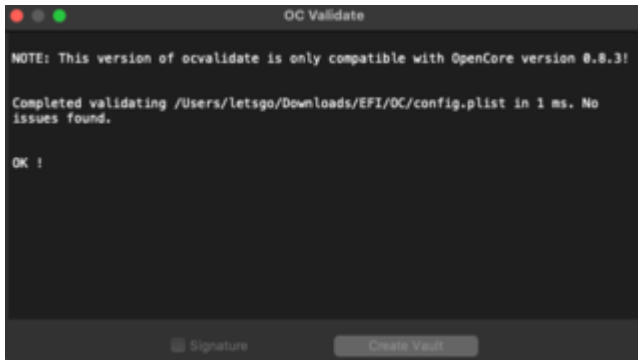 OC Validate
NOTE: This version of ocvalidate is only compatible with OpenCore version 0.8.3!
Completed validating /Users/letsgo/Downloads/EFI/OC/config.plist in 1 ms. No
issues found.
OK !
Signature
Create Vault